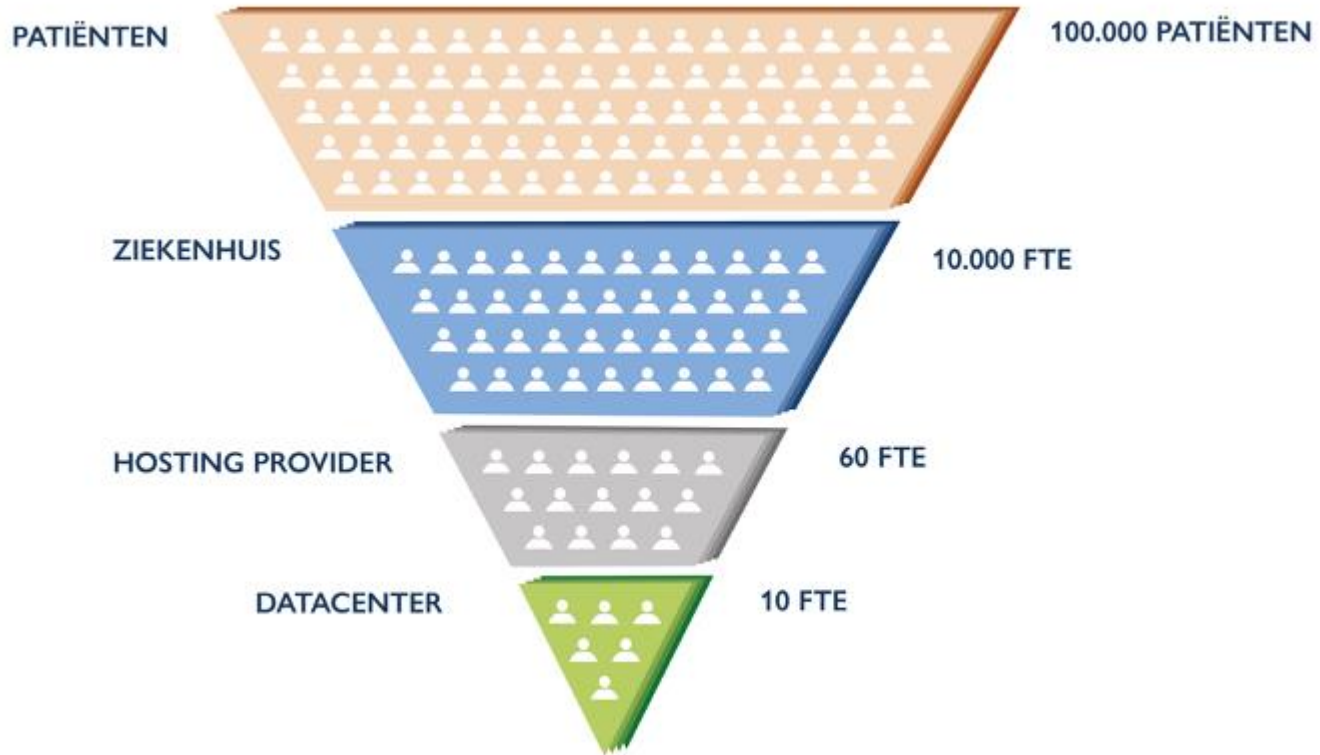 PATIËNTEN
100.000 PATIËNTEN
ZIEKENHUIS
10.000 FTE
HOSTING PROVIDER
60 FTE
DATACENTER
10 FTE